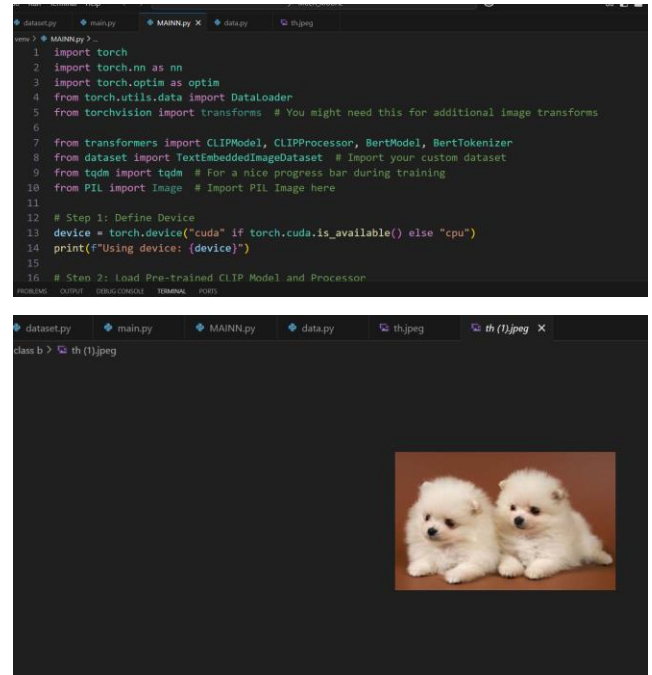 dataset.py main.py MAINN.py X data.py th.jpeg
venv > MAINN.py > ...
1 import torch
2 import torch.nn as nn
3 import torch.optim as optim
4 from torch.utils.data import DataLoader
5 from torchvision import transforms # You might need this for additional image transforms
6
7 from transformers import CLIPModel, CLIPProcessor, BertModel, BertTokenizer
8 from dataset import TextEmbeddedImageDataset # Import your custom dataset
9 from tqdm import tqdm # For a nice progress bar during training
10 from PIL import Image # Import PIL Image here
11
12 # Step 1: Define Device
13 device = torch.device("cuda" if torch.cuda.is_available() else "cpu")
14 print(f"Using device: {device}")
15
16 # Step 2: Load Pre-trained CLIP Model and Processor
PROBLEMS OUTPUT DEBUG CONSOLE TERMINAL PORTS
dataset.py main.py MAINN.py data.py th.jpeg th (1).jpeg X
class b > th (1).jpeg